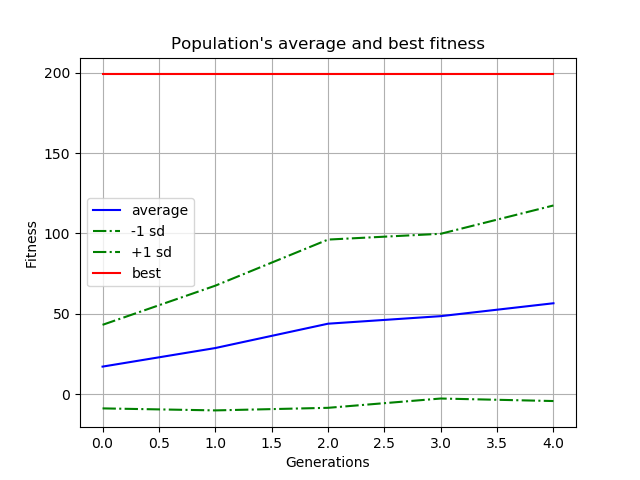 Population's average and best fitness
Fitness
200
150
100
50
0
average
-1 sd
+1 sd
best
0.0 0.5 1.0 1.5 2.0 2.5 3.0 3.5 4.0
Generations